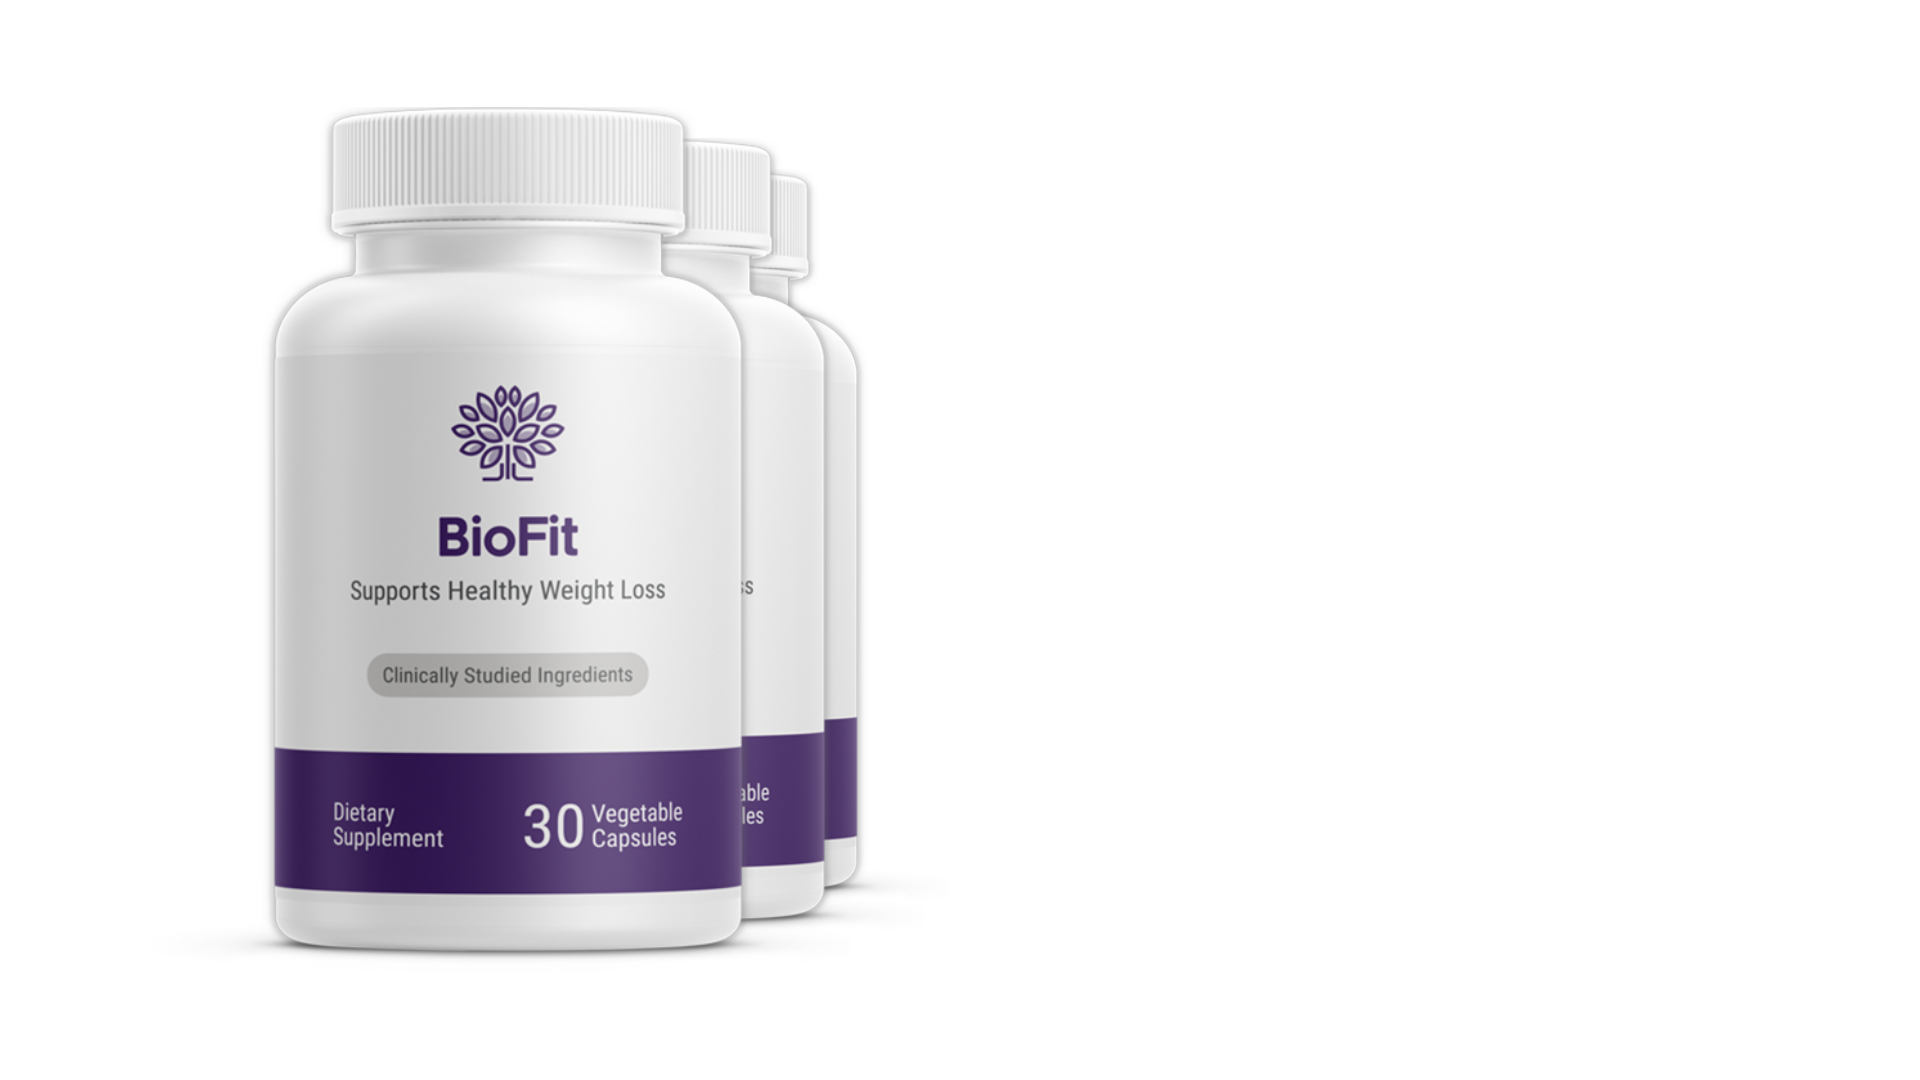 BioFit
Supports Healthy Weight Loss
Clinically Studied Ingredients
Dietary
Supplement
30 Vegetable
Capsules